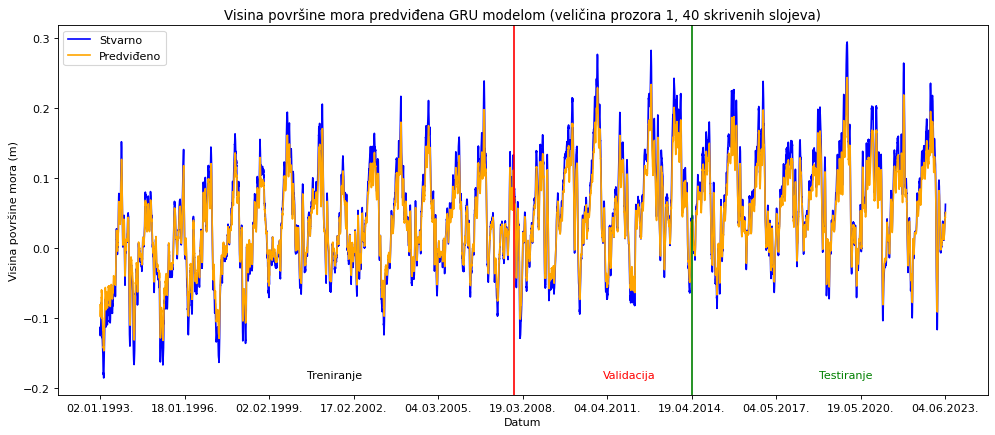 Visina površine mora predviđena GRU modelom (veličina prozora 1, 40 skrivenih slojeva)
Stvarno
Predviđeno
Visina površine mora (m)
0.3
0.2
0.1
0.0
−0.1
−0.2
Treniranje
Validacija
Testiranje
02.01.1993.
18.01.1996.
02.02.1999.
17.02.2002.
04.03.2005.
19.03.2008.
04.04.2011.
19.04.2014.
04.05.2017.
19.05.2020.
04.06.2023.
Datum